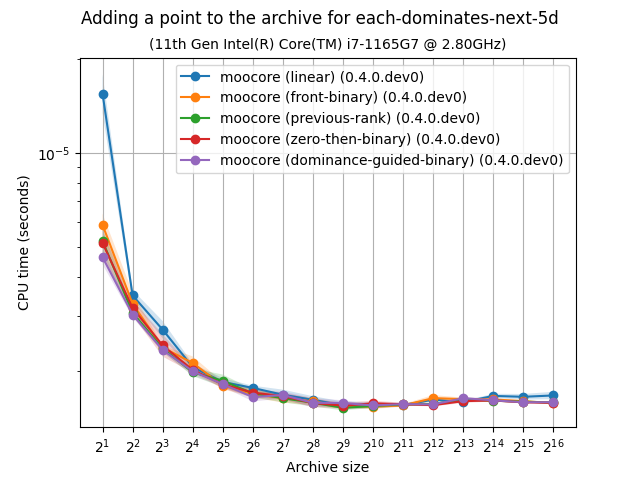 Adding a point to the archive for each-dominates-next-5d
(11th Gen Intel(R) Core(TM) i7-1165G7 @ 2.80GHz)
moocore (linear) (0.4.0.dev0)
moocore (front-binary) (0.4.0.dev0)
moocore (previous-rank) (0.4.0.dev0)
moocore (zero-then-binary) (0.4.0.dev0)
moocore (dominance-guided-binary) (0.4.0.dev0)
10⁻⁵
CPU time (seconds)
2¹ 2² 2³ 2⁴ 2⁵ 2⁶ 2⁷ 2⁸ 2⁹ 2¹⁰ 2¹¹ 2¹² 2¹³ 2¹⁴ 2¹⁵ 2¹⁶
Archive size